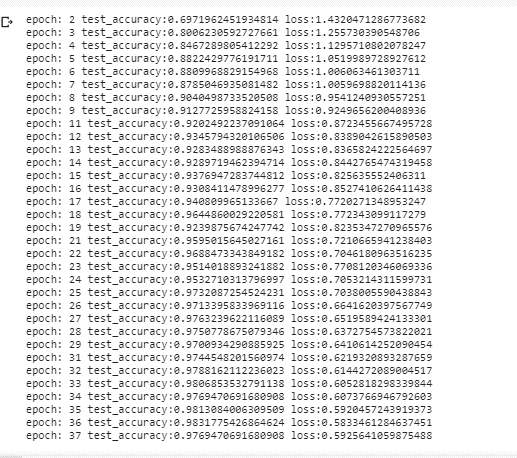 epoch: 2 test_accuracy:0.6971962451934814 loss:1.4320471286773682
epoch: 3 test_accuracy:0.8006230592727661 loss:1.255730390548706
epoch: 4 test_accuracy:0.8467289805412292 loss:1.1295710802078247
epoch: 5 test_accuracy:0.8822429776191711 loss:1.0519989728927612
epoch: 6 test_accuracy:0.8809968829154968 loss:1.006063461303711
epoch: 7 test_accuracy:0.8785046935081482 loss:1.0059698820114136
epoch: 8 test_accuracy:0.9040498733520508 loss:0.9541240930557251
epoch: 9 test_accuracy:0.9127725958824158 loss:0.9249656200408936
epoch: 11 test_accuracy:0.9202492237091064 loss:0.8723455667495728
epoch: 12 test_accuracy:0.9345794320106506 loss:0.8389042615890503
epoch: 13 test_accuracy:0.9283488988876343 loss:0.8365824222564697
epoch: 14 test_accuracy:0.9289719462394714 loss:0.8442765474319458
epoch: 15 test_accuracy:0.9376947283744812 loss:0.825635552406311
epoch: 16 test_accuracy:0.9308411478996277 loss:0.8527410626411438
epoch: 17 test_accuracy:0.940809965133667 loss:0.7720271348953247
epoch: 18 test_accuracy:0.9644860029220581 loss:0.772343099117279
epoch: 19 test_accuracy:0.9239875674247742 loss:0.8235347270965576
epoch: 21 test_accuracy:0.9595015645027161 loss:0.7210665941238403
epoch: 22 test_accuracy:0.9688473343849182 loss:0.7046180963516235
epoch: 23 test_accuracy:0.9514018893241882 loss:0.7708120346069336
epoch: 24 test_accuracy:0.9532710313796997 loss:0.7053214311599731
epoch: 25 test_accuracy:0.9732087254524231 loss:0.7038005590438843
epoch: 26 test_accuracy:0.9713395833969116 loss:0.6641620397567749
epoch: 27 test_accuracy:0.9763239622116089 loss:0.6519589424133301
epoch: 28 test_accuracy:0.9750778675079346 loss:0.6372754573822021
epoch: 29 test_accuracy:0.9700934290885925 loss:0.6410614252090454
epoch: 31 test_accuracy:0.9744548201560974 loss:0.6219320893287659
epoch: 32 test_accuracy:0.9788162112236023 loss:0.6144272089004517
epoch: 33 test_accuracy:0.9806853532791138 loss:0.6052818298339844
epoch: 34 test_accuracy:0.9769470691680908 loss:0.6073766946792603
epoch: 35 test_accuracy:0.9813084006309509 loss:0.5920457243919373
epoch: 36 test_accuracy:0.9831775426864624 loss:0.5833461284637451
epoch: 37 test_accuracy:0.9769470691680908 loss:0.5925641059875488